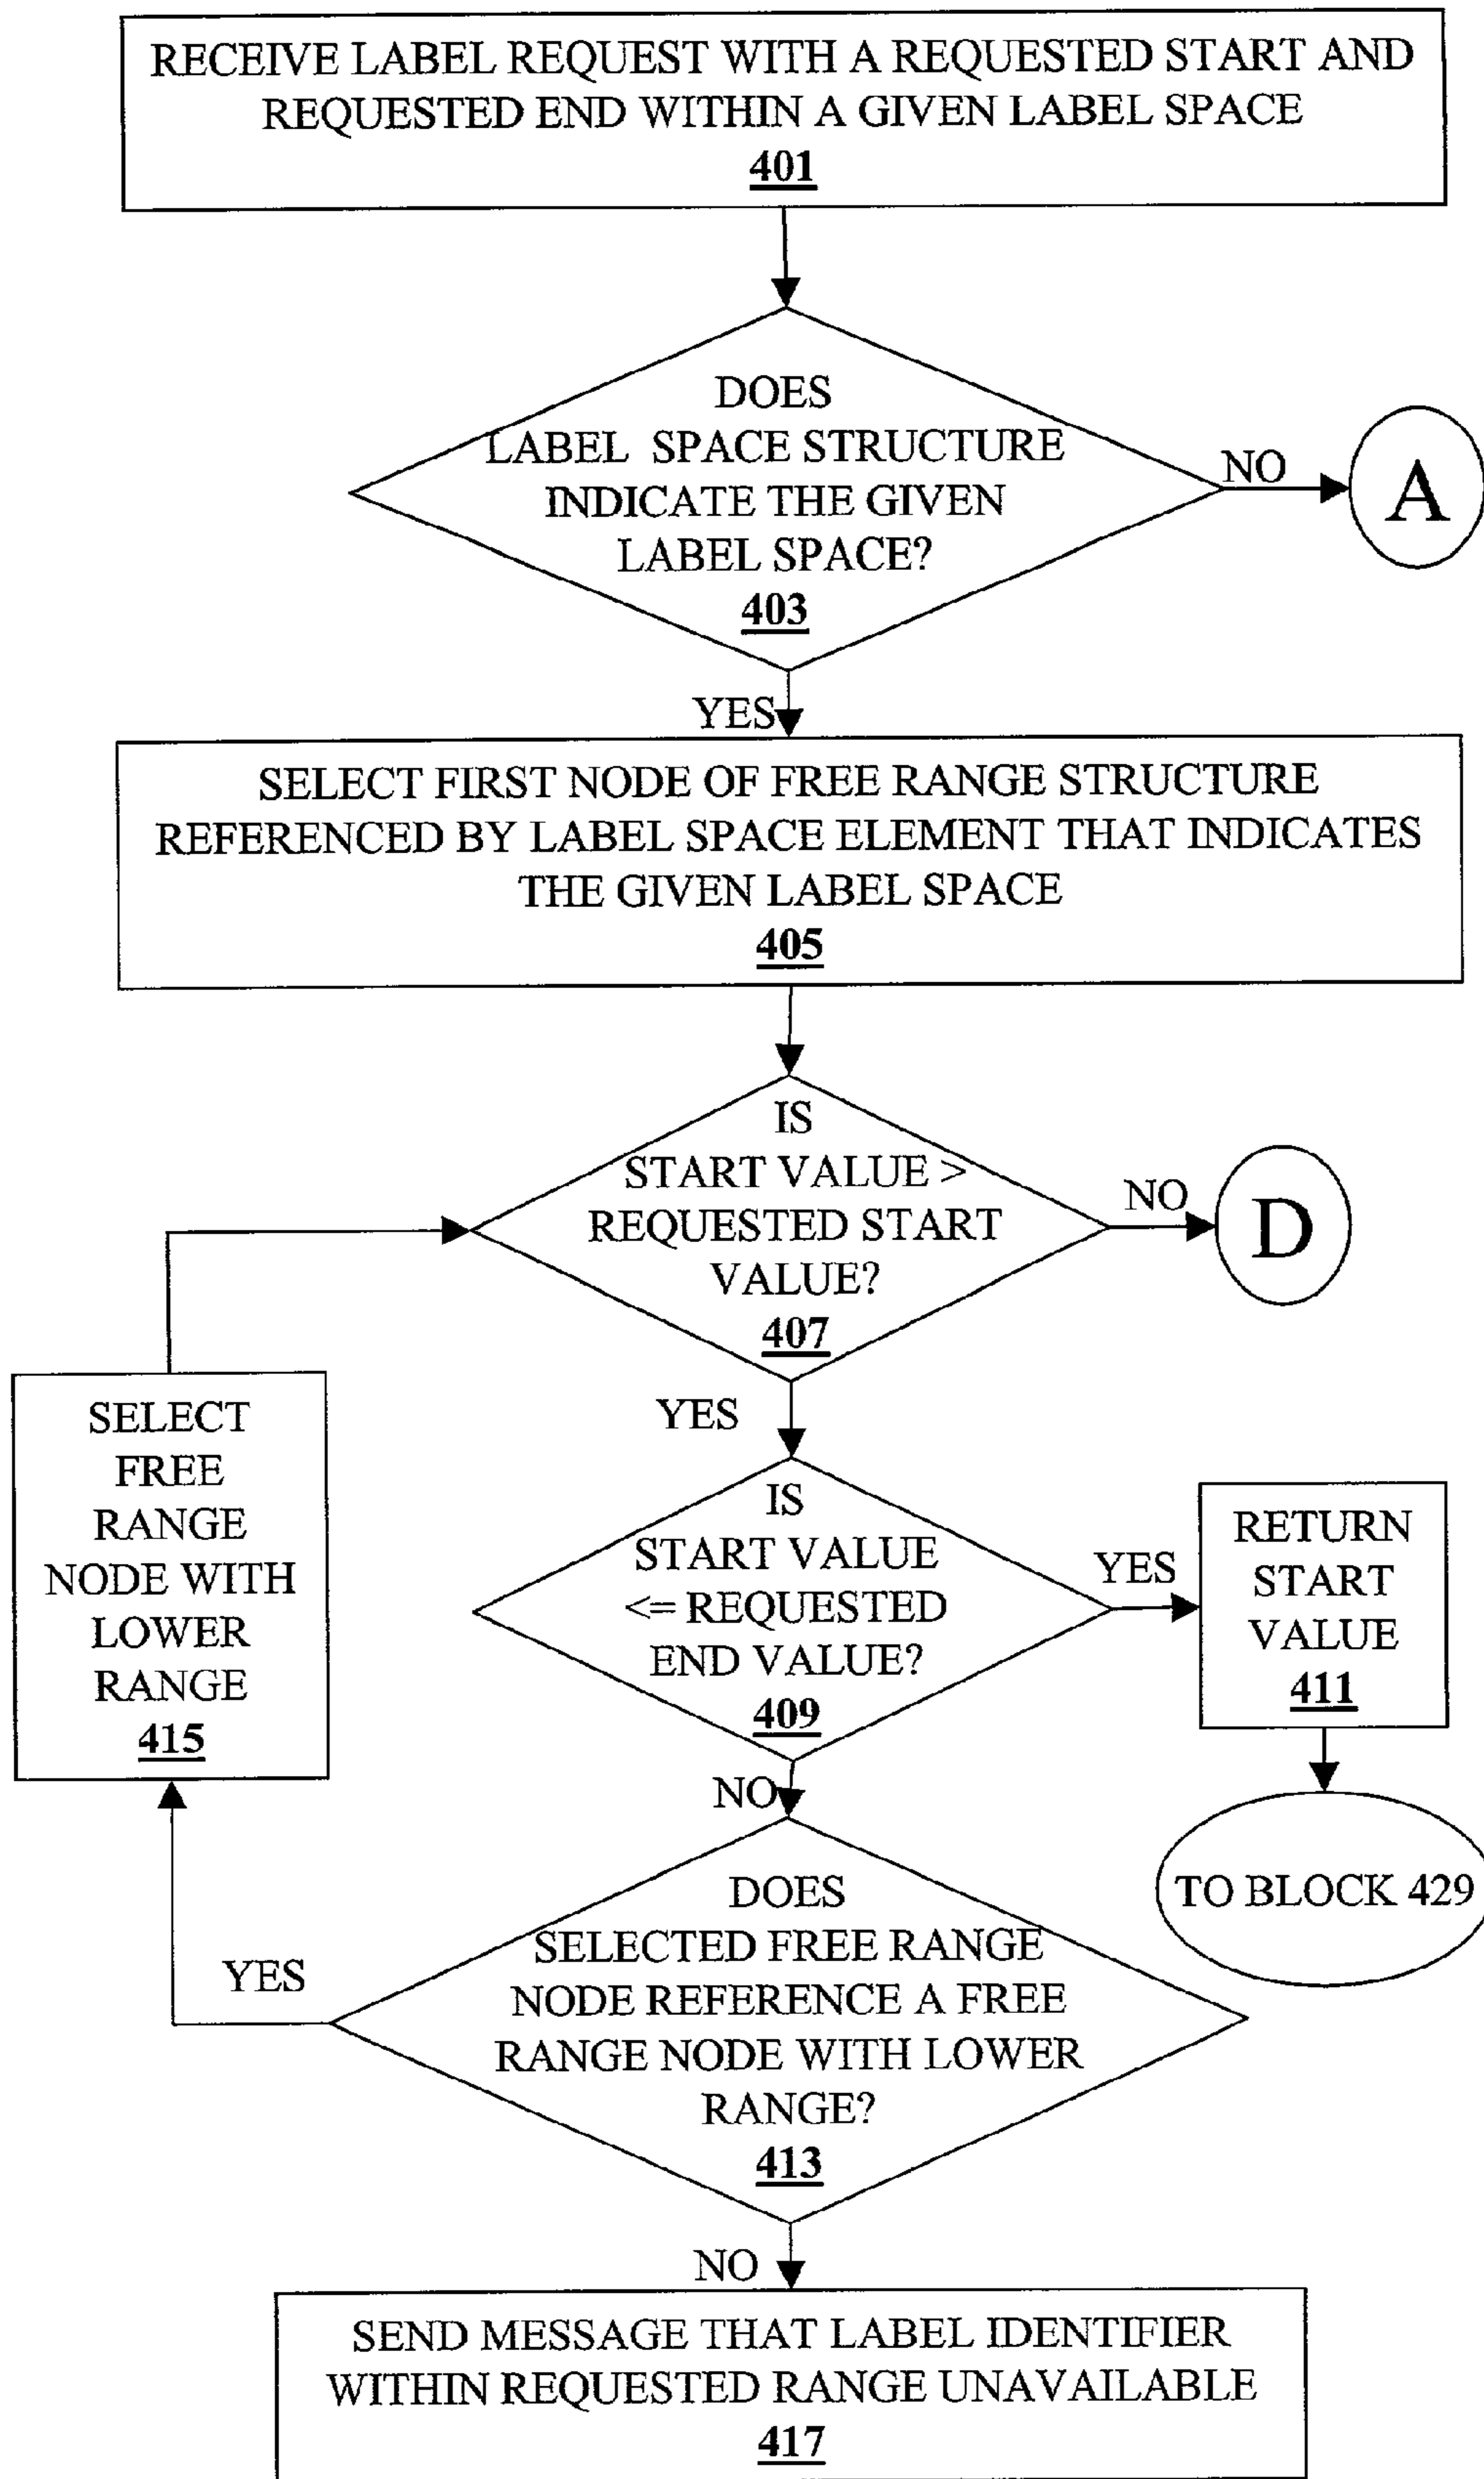 RECEIVE LABEL REQUEST WITH A REQUESTED START AND
REQUESTED END WITHIN A GIVEN LABEL SPACE
401
DOES
LABEL SPACE STRUCTURE
INDICATE THE GIVEN
LABEL SPACE?
403
NO
A
YES
SELECT FIRST NODE OF FREE RANGE STRUCTURE
REFERENCED BY LABEL SPACE ELEMENT THAT INDICATES
THE GIVEN LABEL SPACE
405
IS
START VALUE >
REQUESTED START
VALUE?
407
NO
D
YES
SELECT
FREE
RANGE
NODE WITH
LOWER
RANGE
415
IS
START VALUE
<= REQUESTED
END VALUE?
409
YES
RETURN
START
VALUE
411
NO
TO BLOCK 429
DOES
SELECTED FREE RANGE
NODE REFERENCE A FREE
RANGE NODE WITH LOWER
RANGE?
413
YES
NO
SEND MESSAGE THAT LABEL IDENTIFIER
WITHIN REQUESTED RANGE UNAVAILABLE
417